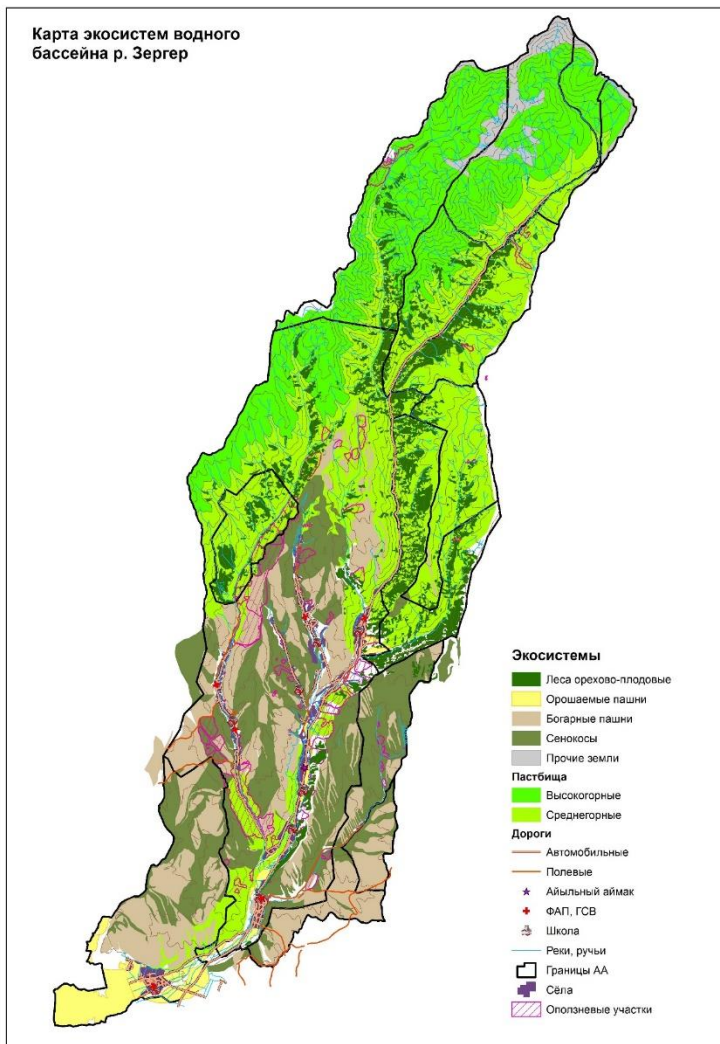 Карта экосистем водного
бассейна р. Зергер
Экосистемы
Леса орехово-плодовые
Орошаемые пашни
Богарные пашни
Сенокосы
Прочие земли
Пастбища
Высокогорные
Среднегорные
Дороги
Автомобильные
Полевые
Айыльный аймак
ФАП, ГСВ
Школа
Реки, ручьи
Границы АА
Сёла
Оползневые участки